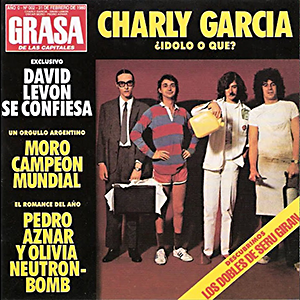 AÑO 5 - Nº 002 - 31 DE FEBRERO DE 1980
GRASA
DE LAS CAPITALES
CHARLY GARCIA
¿IDOLO O QUE?
EXCLUSIVO
DAVID
LEVON
SE CONFIESA
UN ORGULLO ARGENTINO
MORO
CAMPEON
MUNDIAL
EL ROMANCE DEL AÑO
PEDRO
AZNAR
Y OLIVIA
NEUTRON-
BOMB
DESCUBRIMOS
LOS DOBLES DE SERU GIRAN